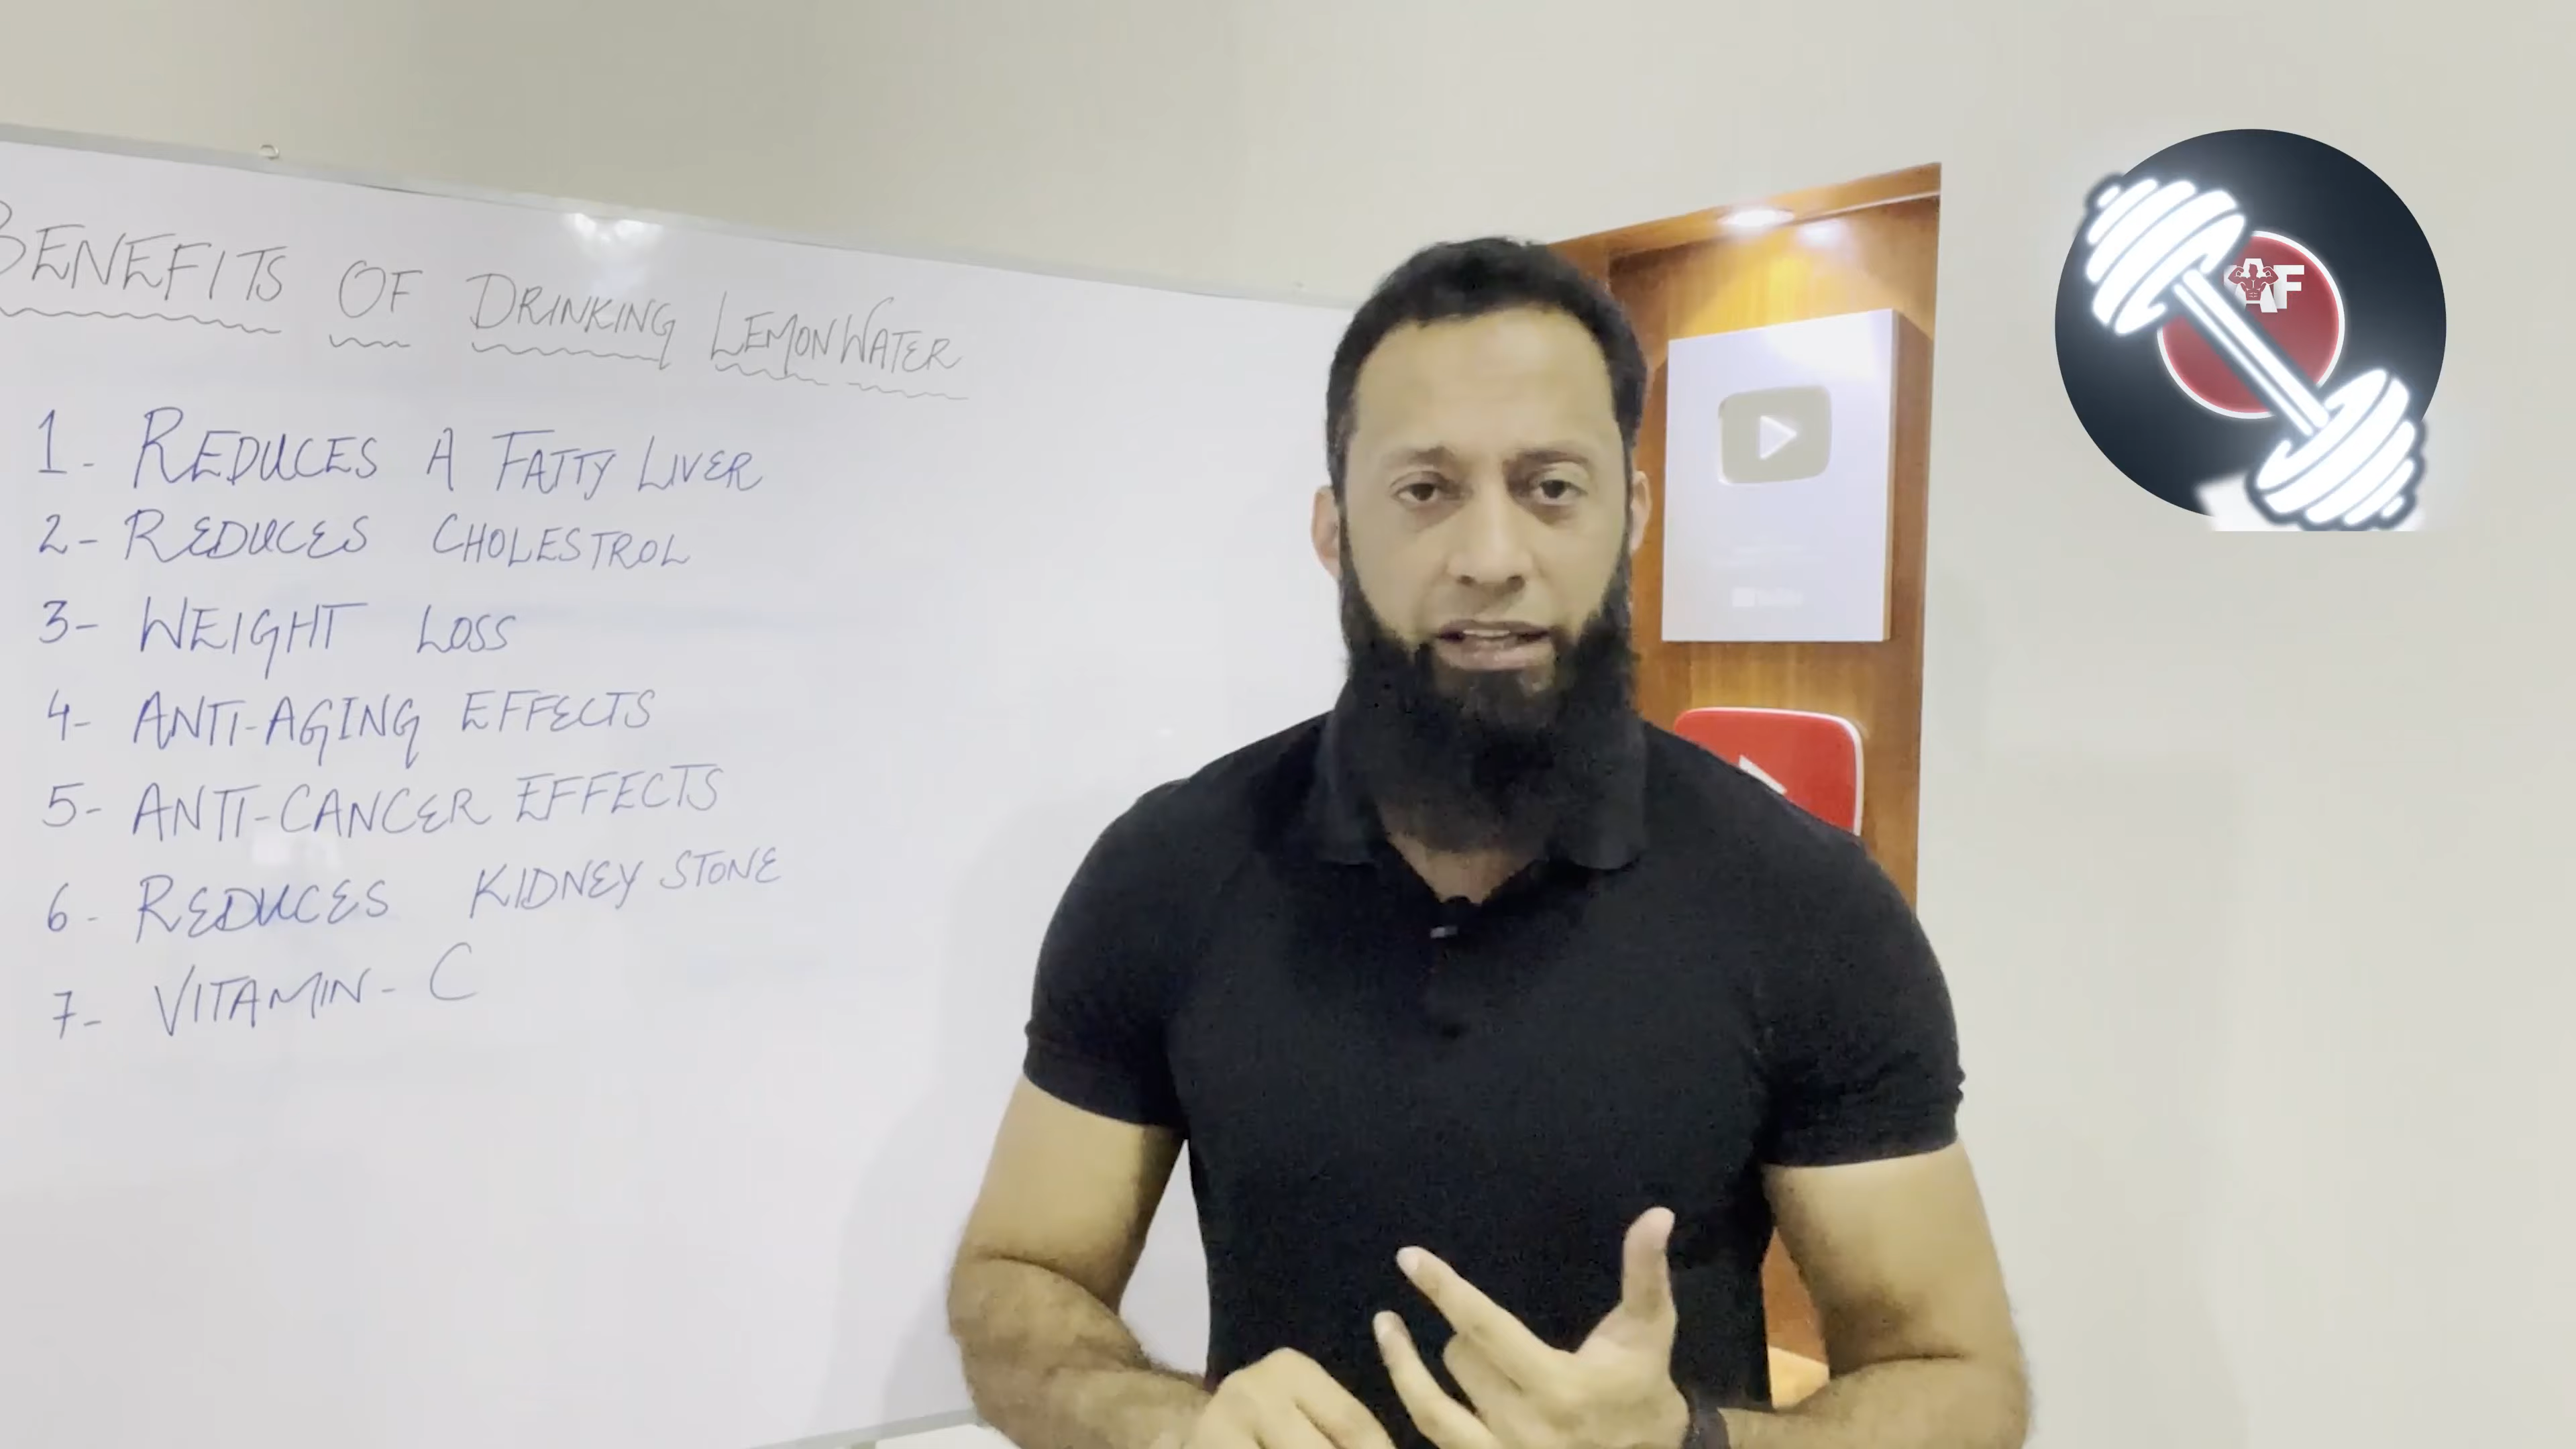 BENEFITS OF DRINKING LEMON WATER
1- REDUCES A FATTY LIVER
2- REDUCES CHOLESTROL
3- WEIGHT LOSS
4- ANTI-AGING EFFECTS
5- ANTI-CANCER EFFECTS
6- REDUCES KIDNEY STONE
7- VITAMIN-C
AF